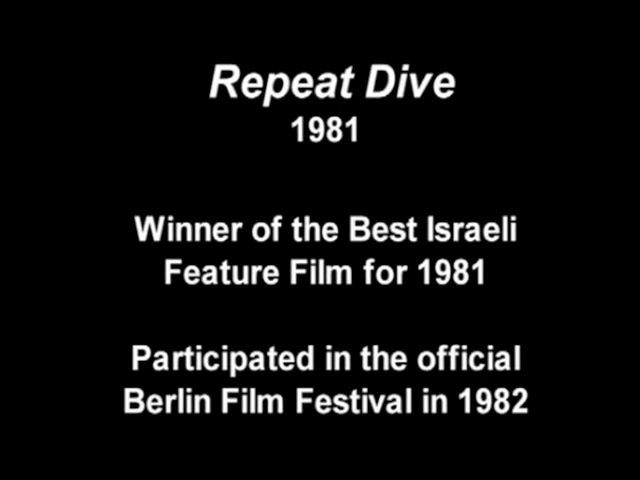 Repeat Dive
1981
Winner of the Best Israeli
Feature Film for 1981
Participated in the official
Berlin Film Festival in 1982